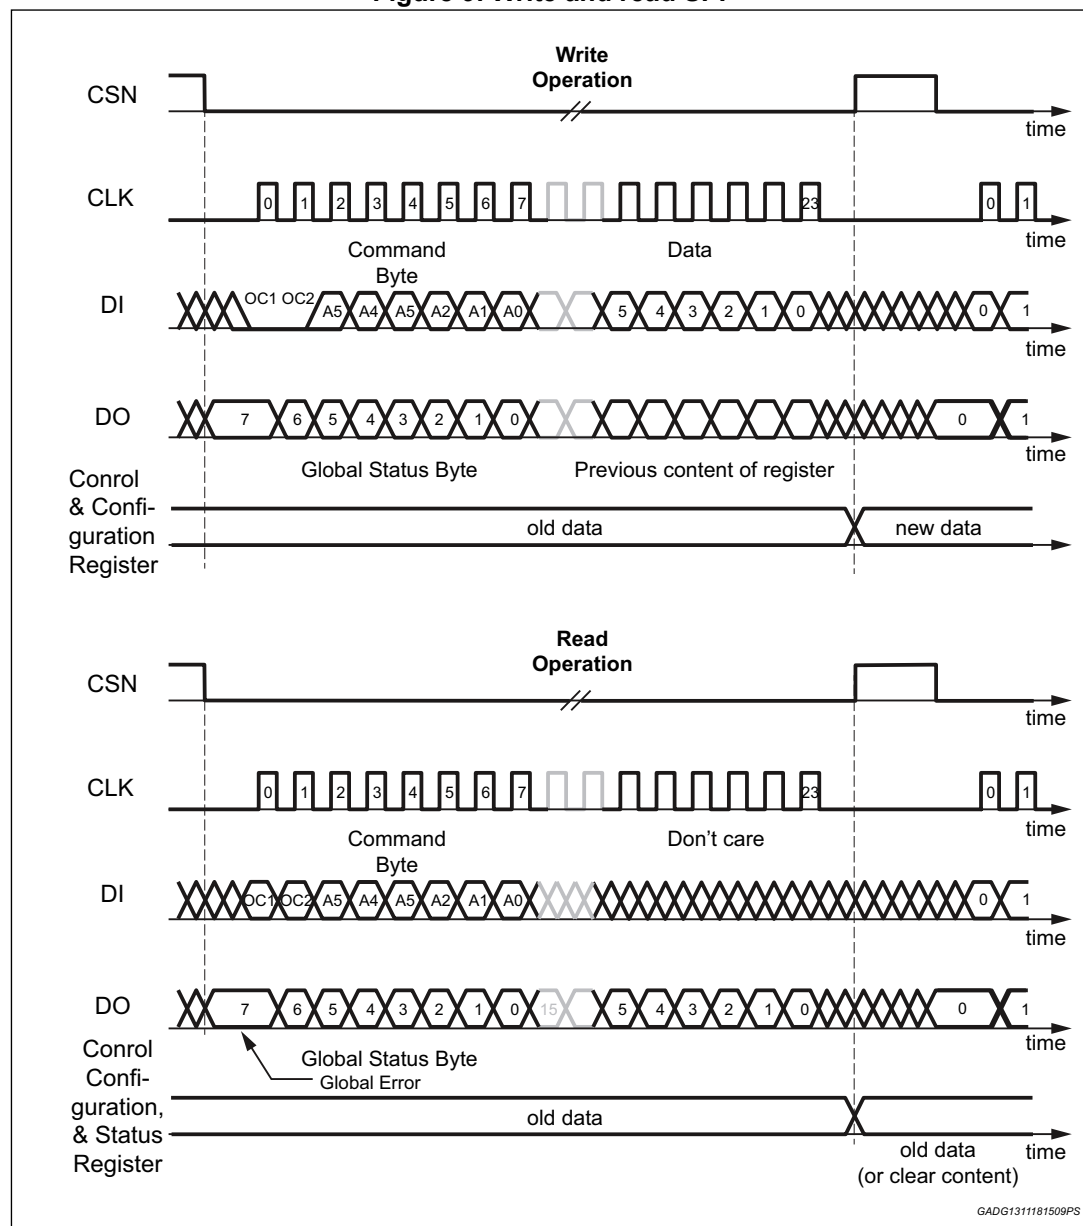 Write
Operation
CSN
time
CLK
0 1 2 3 4 5 6 7 23 0 1
time
Command
Byte
Data
DI
OC1 OC2 A5 A4 A5 A2 A1 A0 5 4 3 2 1 0 0 1
time
DO
7 6 5 4 3 2 1 0 0 1
time
Global Status Byte
Previous content of register
Conrol
& Confi-
guration
Register
old data
new data
Read
Operation
CSN
time
CLK
0 1 2 3 4 5 6 7 23 0 1
time
Command
Byte
Don't care
DI
OC1 OC2 A5 A4 A5 A2 A1 A0 0 1
time
DO
7 6 5 4 3 2 1 0 15 5 4 3 2 1 0 0 1
time
Global Status Byte
Global Error
Conrol
Confi-
guration,
& Status
Register
old data
time
old data
(or clear content)
GADG1311181509PS